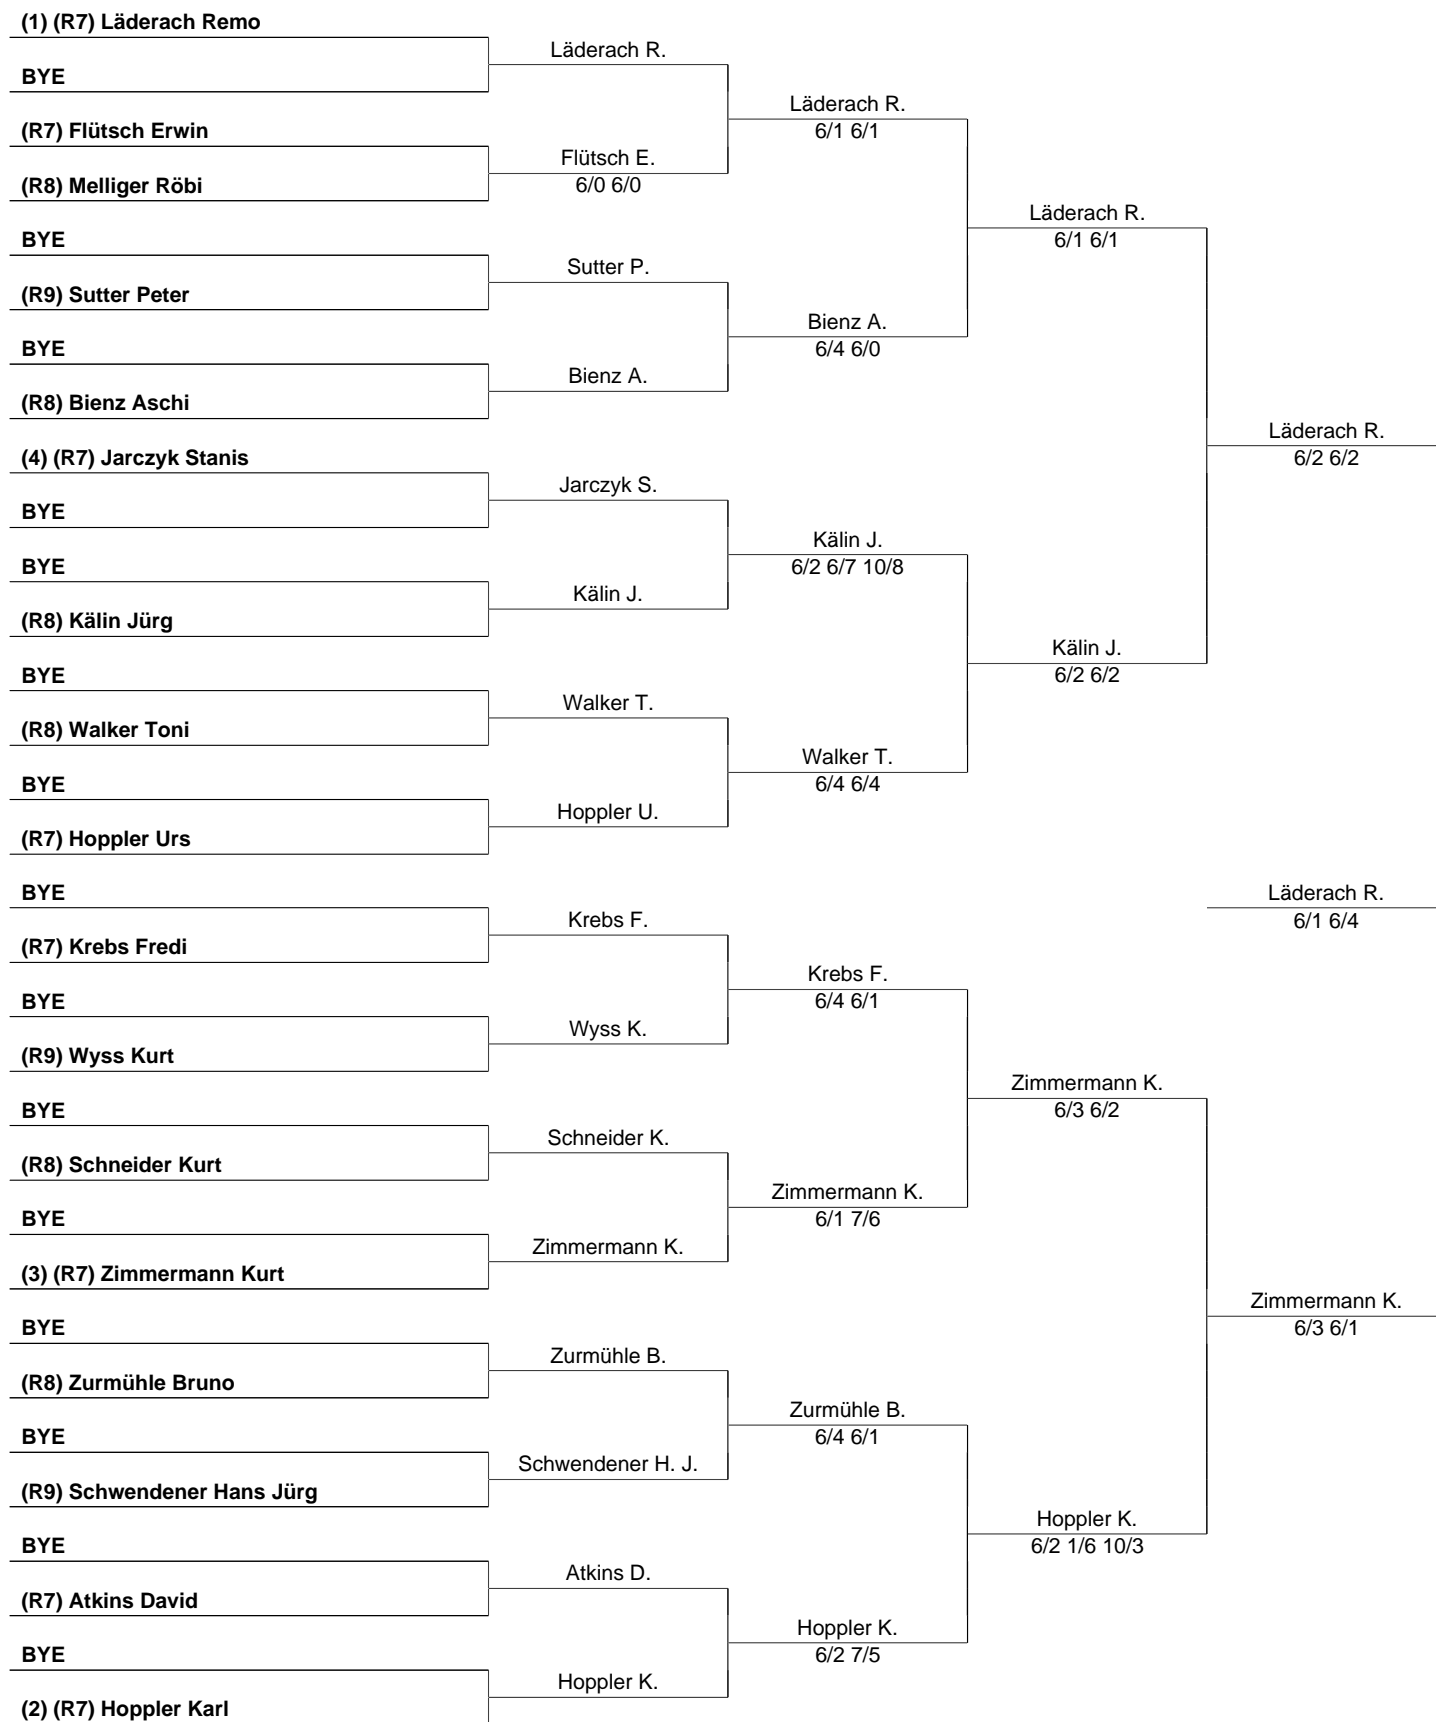 (1) (R7) Läderach Remo
Läderach R.
BYE
Läderach R.
6/1 6/1
(R7) Flütsch Erwin
Flütsch E.
6/0 6/0
(R8) Melliger Röbi
Läderach R.
6/1 6/1
BYE
Sutter P.
(R9) Sutter Peter
Bienz A.
6/4 6/0
BYE
Bienz A.
(R8) Bienz Aschi
Läderach R.
6/2 6/2
(4) (R7) Jarczyk Stanis
Jarczyk S.
BYE
Kälin J.
6/2 6/7 10/8
BYE
Kälin J.
(R8) Kälin Jürg
Kälin J.
6/2 6/2
BYE
Walker T.
(R8) Walker Toni
Walker T.
6/4 6/4
BYE
Hoppler U.
(R7) Hoppler Urs
BYE
Läderach R.
6/1 6/4
Krebs F.
(R7) Krebs Fredi
Krebs F.
6/4 6/1
BYE
Wyss K.
(R9) Wyss Kurt
Zimmermann K.
6/3 6/2
BYE
Schneider K.
(R8) Schneider Kurt
Zimmermann K.
6/1 7/6
BYE
Zimmermann K.
(3) (R7) Zimmermann Kurt
Zimmermann K.
6/3 6/1
BYE
Zurmühle B.
(R8) Zurmühle Bruno
Zurmühle B.
6/4 6/1
BYE
Schwendener H. J.
(R9) Schwendener Hans Jürg
Hoppler K.
6/2 1/6 10/3
BYE
Atkins D.
(R7) Atkins David
Hoppler K.
6/2 7/5
BYE
Hoppler K.
(2) (R7) Hoppler Karl